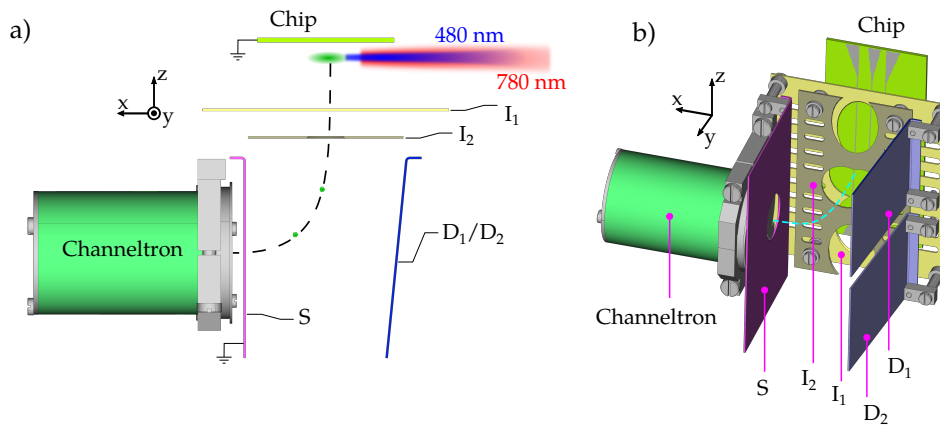 a)
Chip
480 nm
780 nm
z
x
y
I₁
I₂
Channeltron
D₁/D₂
S
b)
Chip
z
x
y
Channeltron
S
I₂
I₁
D₁
D₂